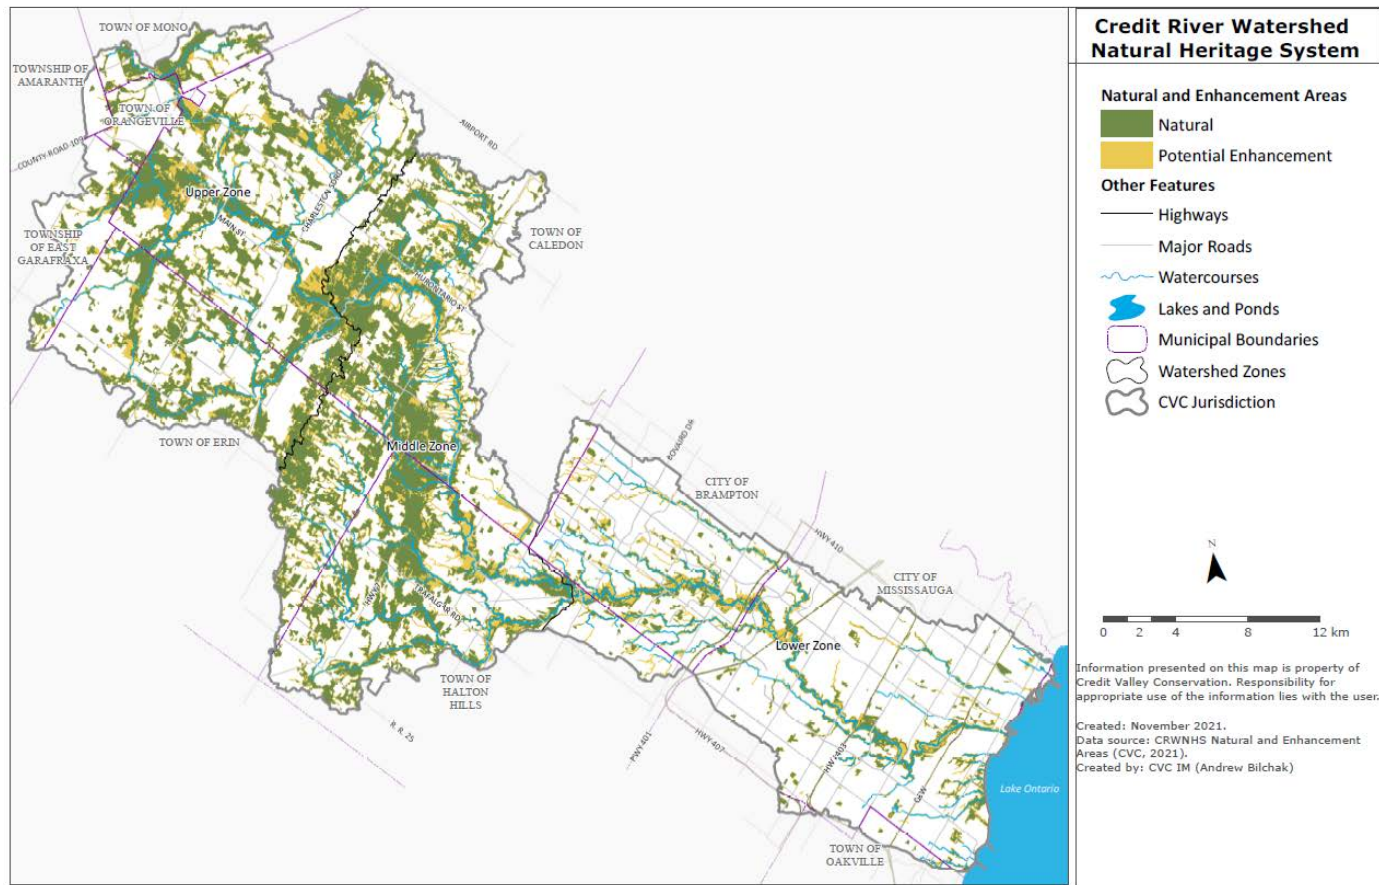 Credit River Watershed
Natural Heritage System
Natural and Enhancement Areas
Natural
Potential Enhancement
Other Features
Highways
Major Roads
Watercourses
Lakes and Ponds
Municipal Boundaries
Watershed Zones
CVC Jurisdiction
N
0 2 4 8 12 km
Information presented on this map is property of
Credit Valley Conservation. Responsibility for
appropriate use of the information lies with the user.
Created: November 2021.
Data source: CRWNHS Natural and Enhancement
Areas (CVC, 2021).
Created by: CVC IM (Andrew Bilchak)
TOWN OF MONO
TOWNSHIP OF
AMARANTH
TOWN OF
ORANGEVILLE
COUNTY ROAD 109
AIRPORT RD
Upper Zone
CHARLESTON SDRD
MAIN ST
TOWNSHIP
OF EAST
GARAFRAXA
TOWN OF
CALEDON
HURONTARIO ST
TOWN OF ERIN
Middle Zone
BOVAIRD DR
CITY OF
BRAMPTON
HWY 410
CITY OF
MISSISSAUGA
HWY 7
TRAFALGAR RD
Lower Zone
TOWN OF
HALTON
HILLS
R. R. 25
HWY 401
HWY 407
HWY 403
QEW
Lake Ontario
TOWN OF
OAKVILLE